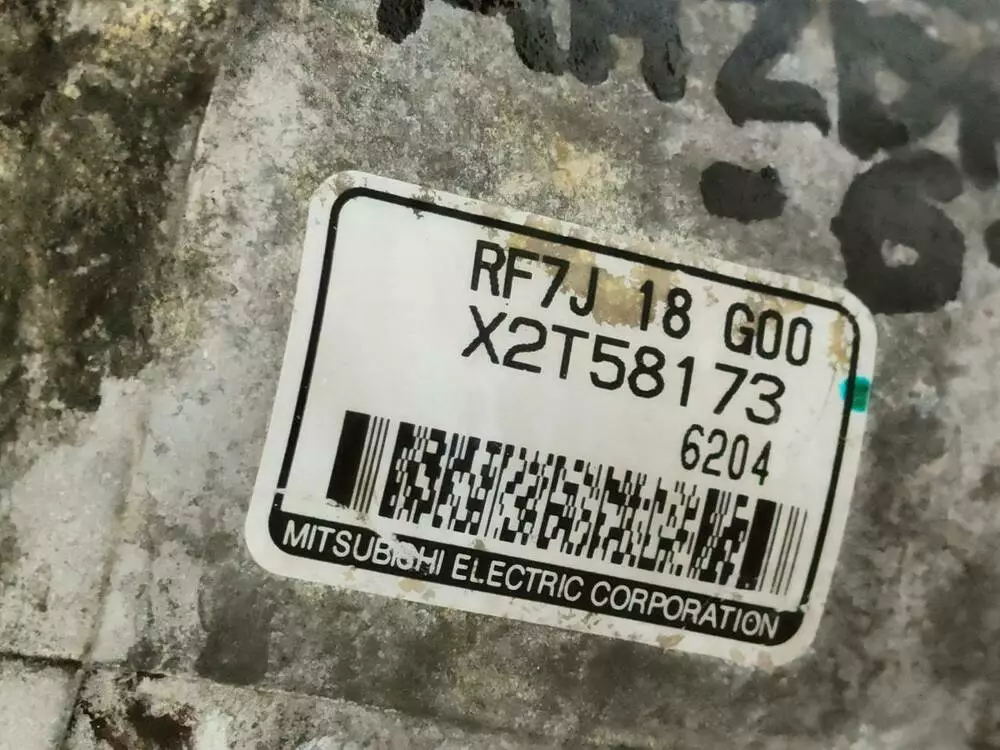 RF7J 18 G00
X2T58173
6204
MITSUBISHI ELECTRIC CORPORATION